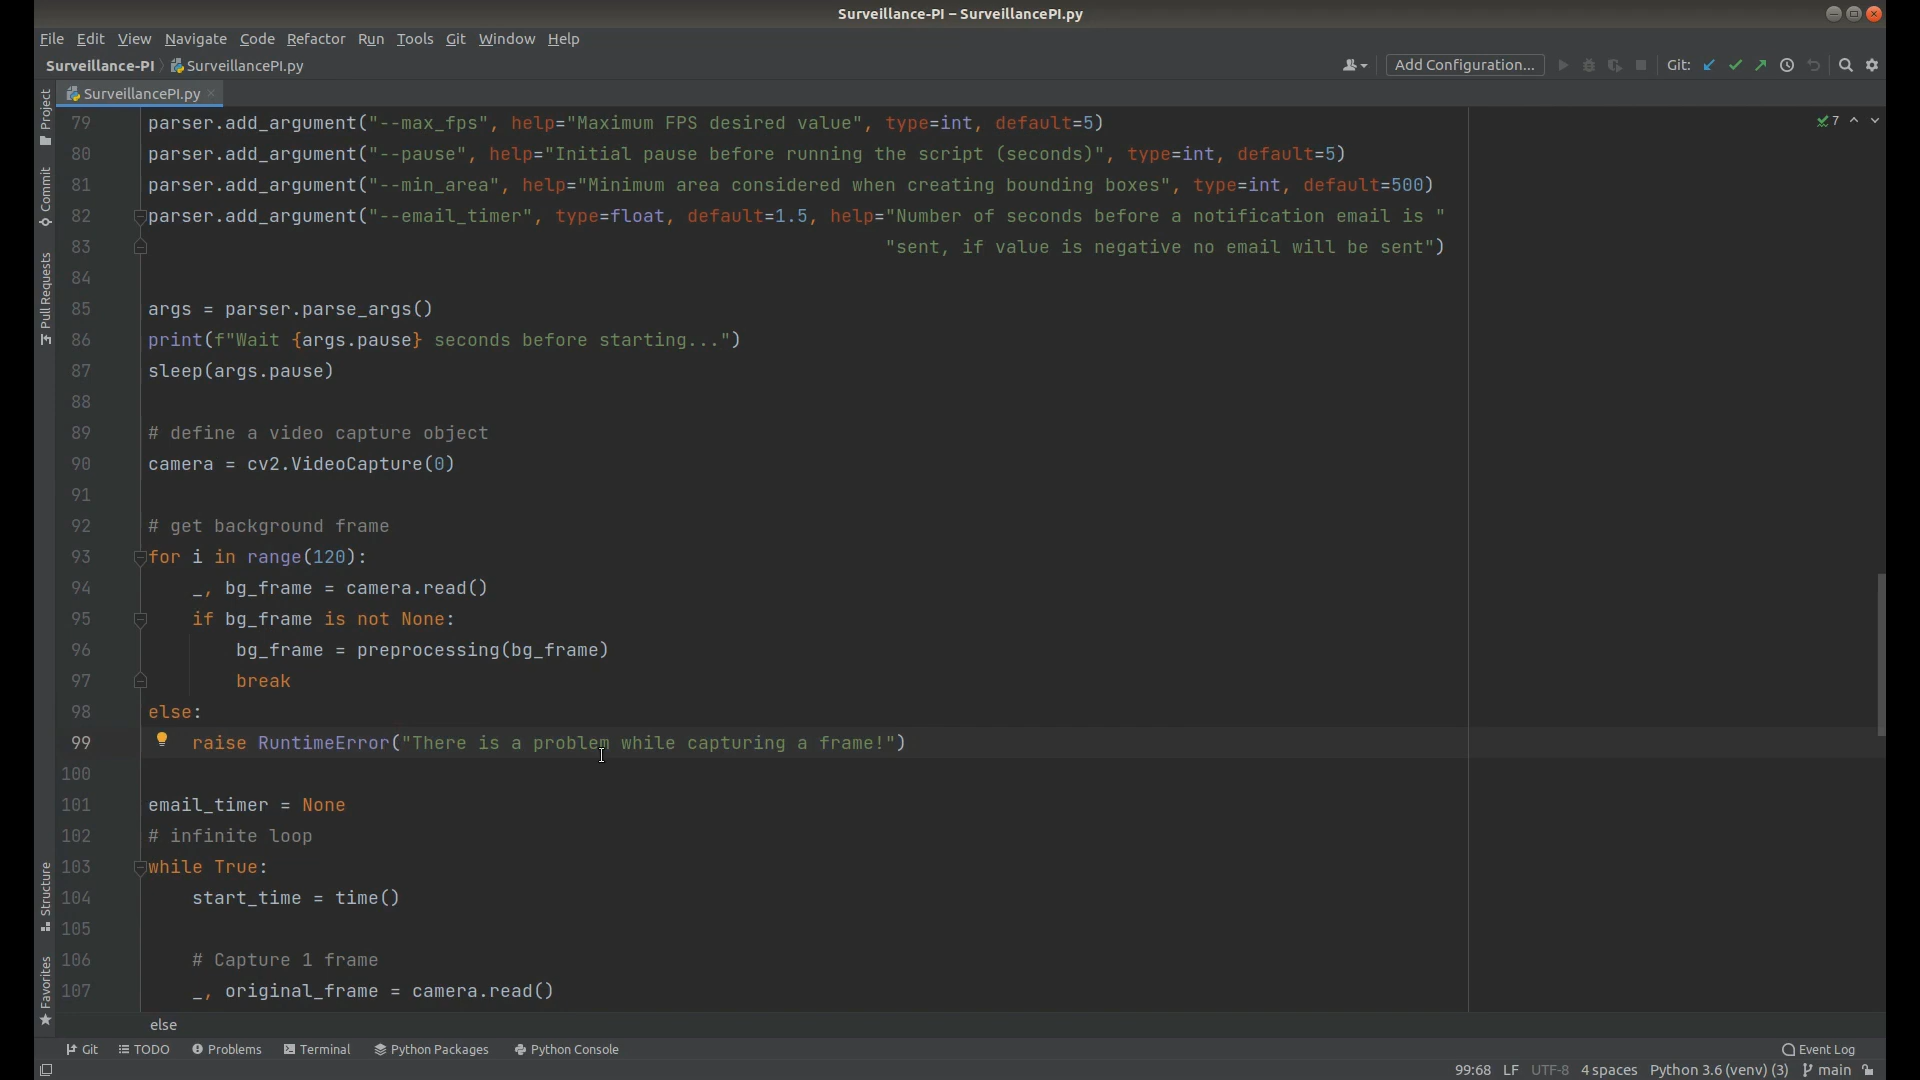 Surveillance-PI – SurveillancePI.py
File Edit View Navigate Code Refactor Run Tools Git Window Help
Surveillance-PI SurveillancePI.py Add Configuration... Git:
SurveillancePI.py
7
79 parser.add_argument("--max_fps", help="Maximum FPS desired value", type=int, default=5)
80 parser.add_argument("--pause", help="Initial pause before running the script (seconds)", type=int, default=5)
81 parser.add_argument("--min_area", help="Minimum area considered when creating bounding boxes", type=int, default=500)
82 parser.add_argument("--email_timer", type=float, default=1.5, help="Number of seconds before a notification email is "
83 "sent, if value is negative no email will be sent")
84
85 args = parser.parse_args()
86 print(f"Wait {args.pause} seconds before starting...")
87 sleep(args.pause)
88
89 # define a video capture object
90 camera = cv2.VideoCapture(0)
91
92 # get background frame
93 for i in range(120):
94 _, bg_frame = camera.read()
95 if bg_frame is not None:
96 bg_frame = preprocessing(bg_frame)
97 break
98 else:
99 raise RuntimeError("There is a problem while capturing a frame!")
100
101 email_timer = None
102 # infinite loop
103 while True:
104 start_time = time()
105
106 # Capture 1 frame
107 _, original_frame = camera.read()
else
Project
Commit
Pull Requests
Structure
Favorites
Git TODO Problems Terminal Python Packages Python Console Event Log
99:68 LF UTF-8 4 spaces Python 3.6 (venv) (3) main